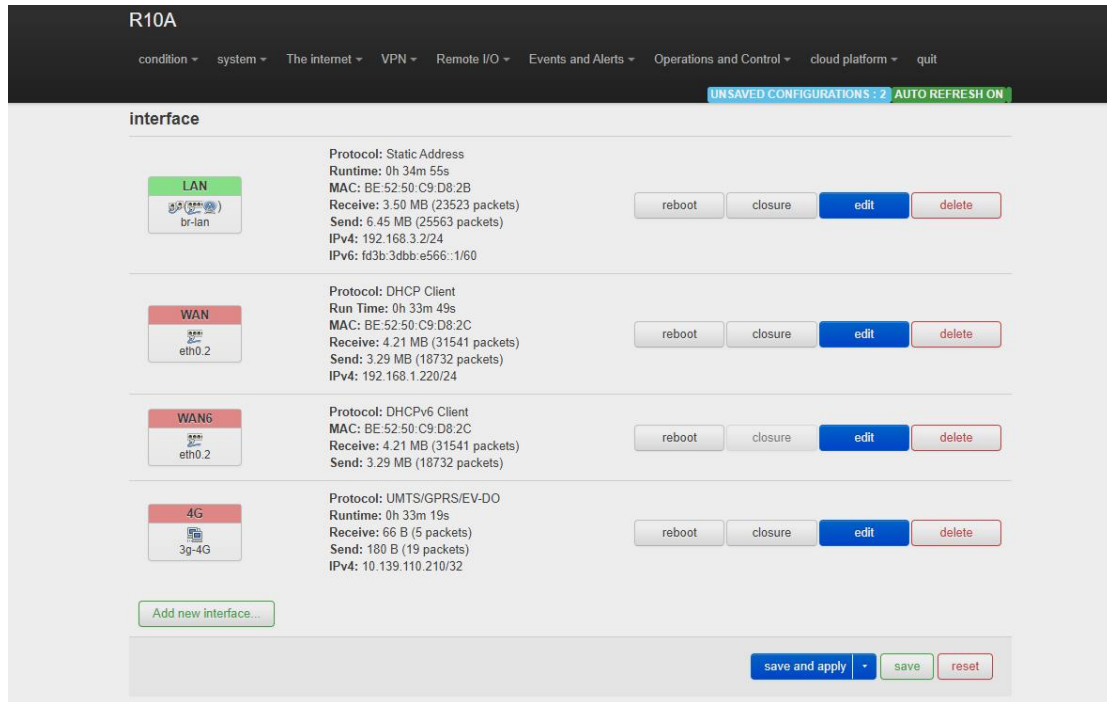 R10A
condition system The internet VPN Remote I/O Events and Alerts Operations and Control cloud platform quit
UNSAVED CONFIGURATIONS : 2 AUTO REFRESH ON
interface
LAN
br-lan
Protocol: Static Address
Runtime: 0h 34m 55s
MAC: BE:52:50:C9:D8:2B
Receive: 3.50 MB (23523 packets)
Send: 6.45 MB (25563 packets)
IPv4: 192.168.3.2/24
IPv6: fd3b:3dbb:e566::1/60
reboot closure edit delete
WAN
eth0.2
Protocol: DHCP Client
Run Time: 0h 33m 49s
MAC: BE:52:50:C9:D8:2C
Receive: 4.21 MB (31541 packets)
Send: 3.29 MB (18732 packets)
IPv4: 192.168.1.220/24
reboot closure edit delete
WAN6
eth0.2
Protocol: DHCPv6 Client
MAC: BE:52:50:C9:D8:2C
Receive: 4.21 MB (31541 packets)
Send: 3.29 MB (18732 packets)
reboot closure edit delete
4G
3g-4G
Protocol: UMTS/GPRS/EV-DO
Runtime: 0h 33m 19s
Receive: 66 B (5 packets)
Send: 180 B (19 packets)
IPv4: 10.139.110.210/32
reboot closure edit delete
Add new interface...
save and apply save reset